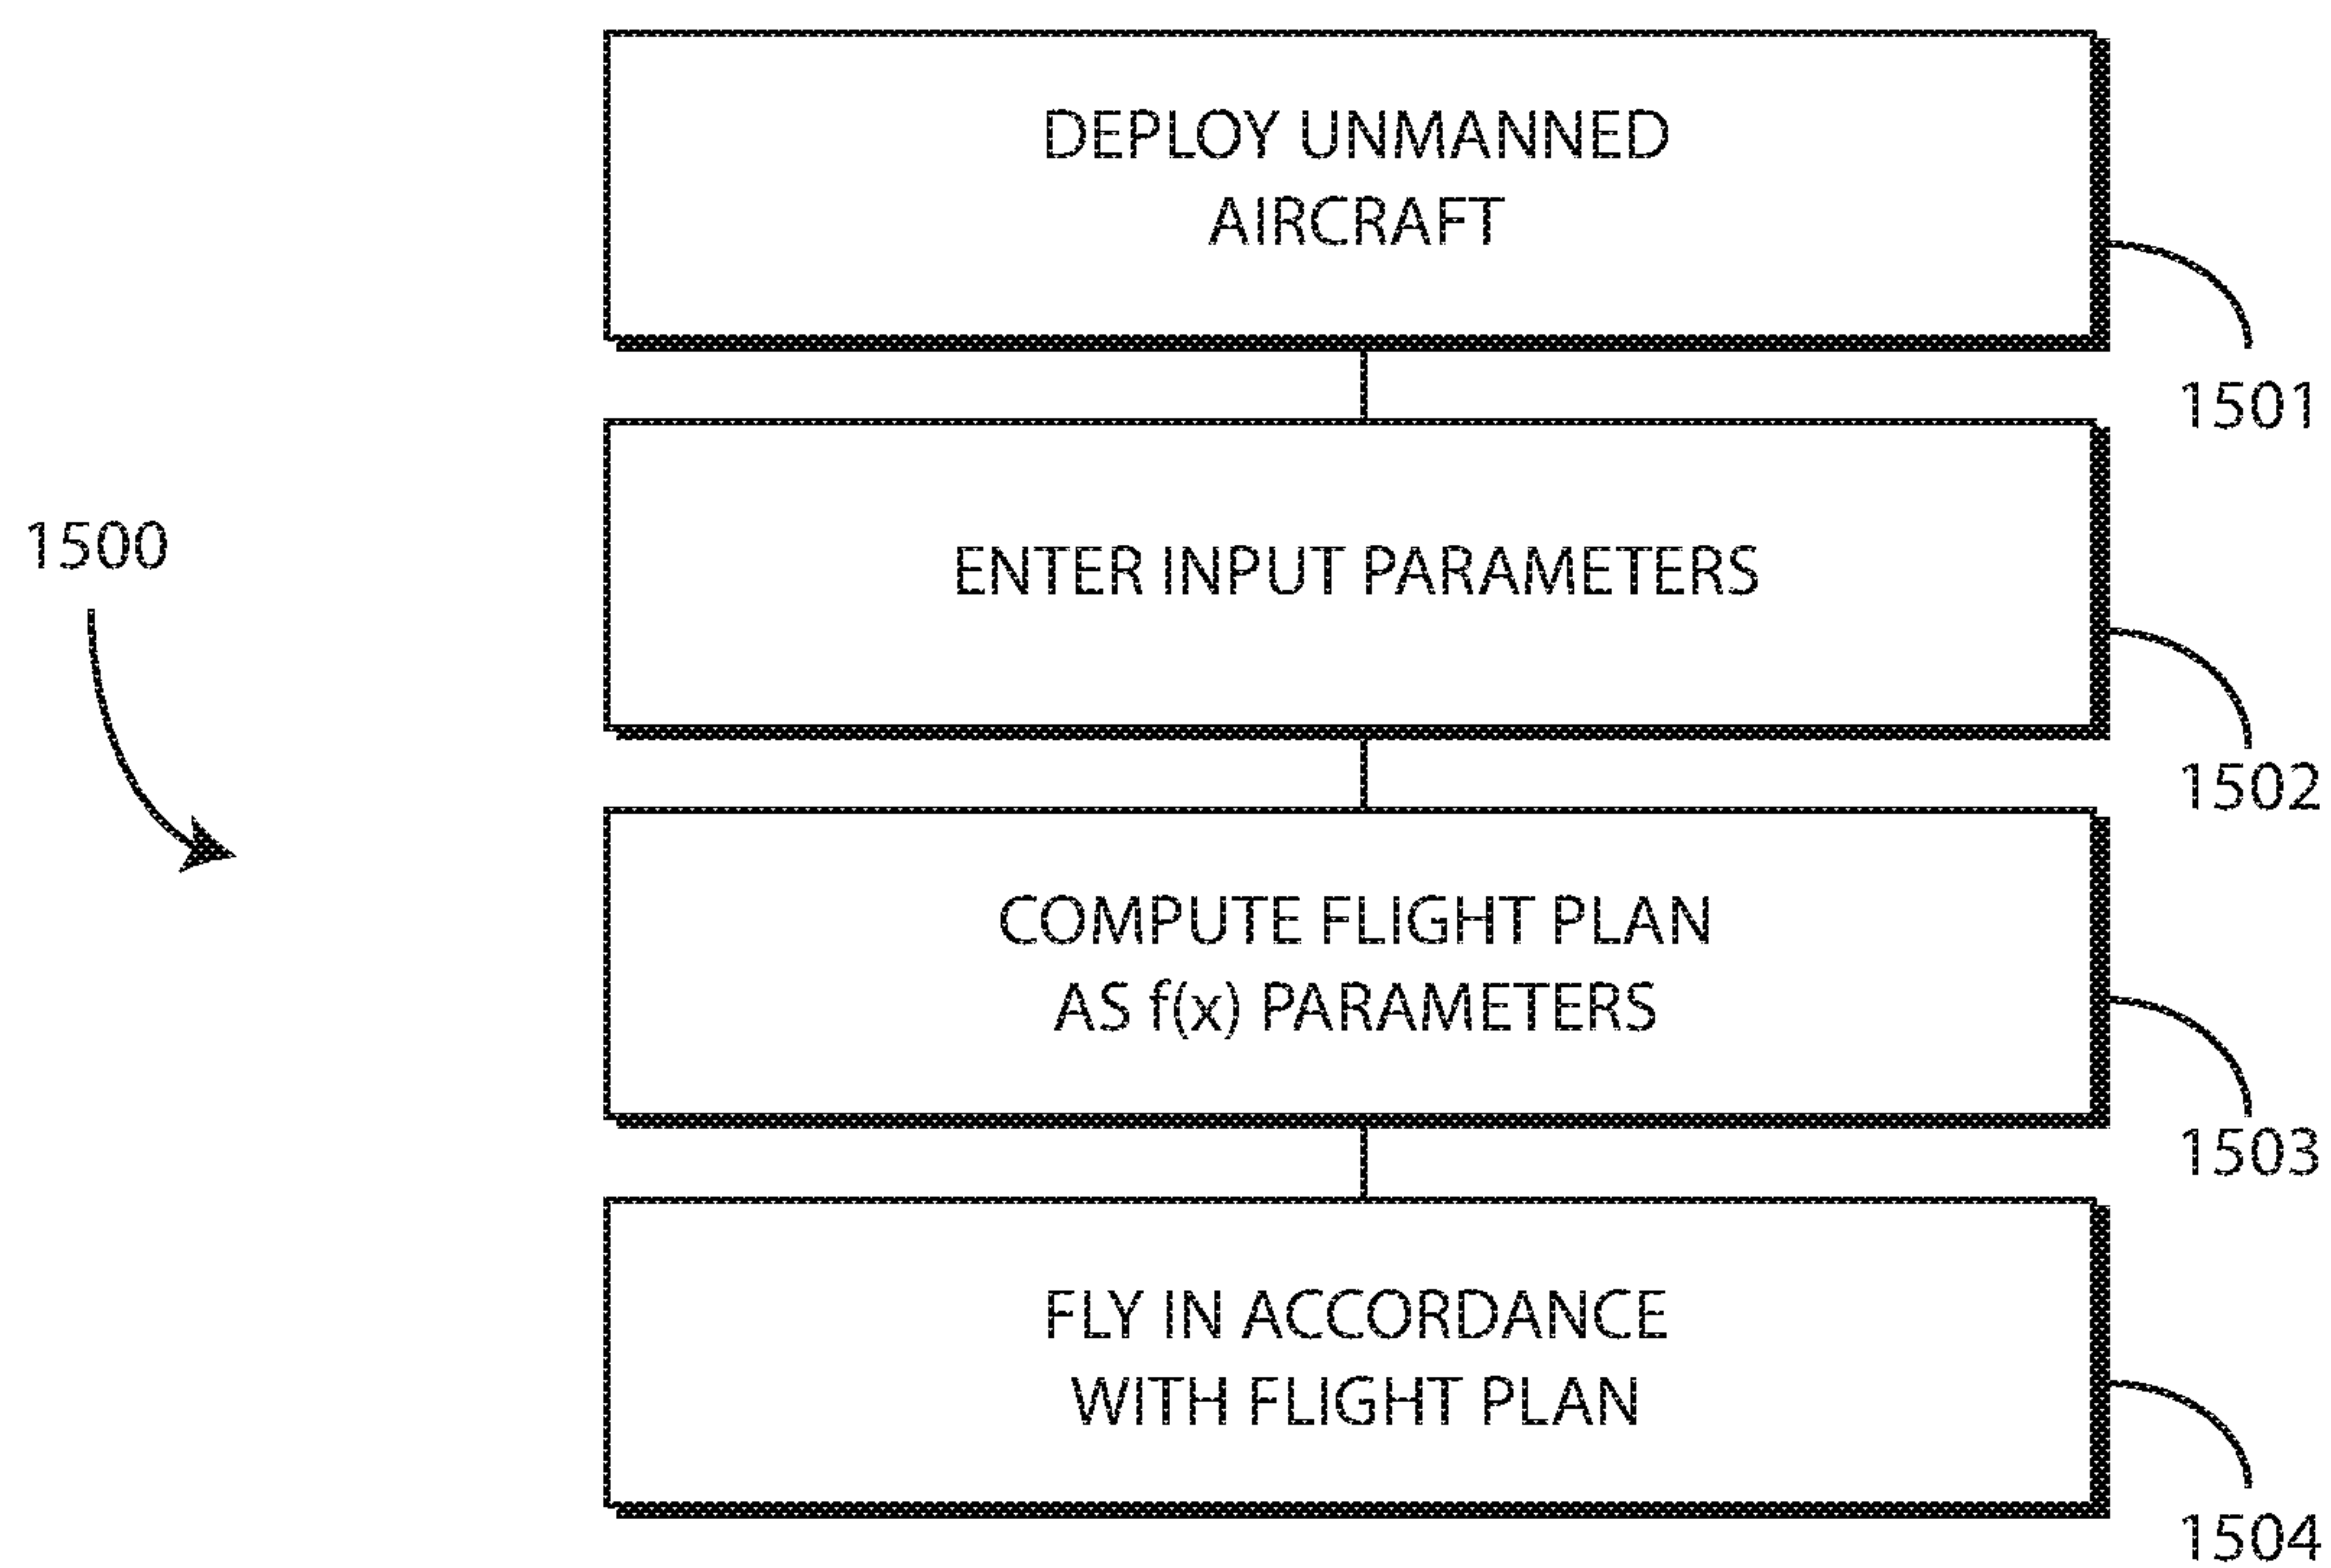 DEPLOY UNMANNED
AIRCRAFT
1501
1500
ENTER INPUT PARAMETERS
1502
COMPUTE FLIGHT PLAN
AS f(x) PARAMETERS
1503
FLY IN ACCORDANCE
WITH FLIGHT PLAN
1504